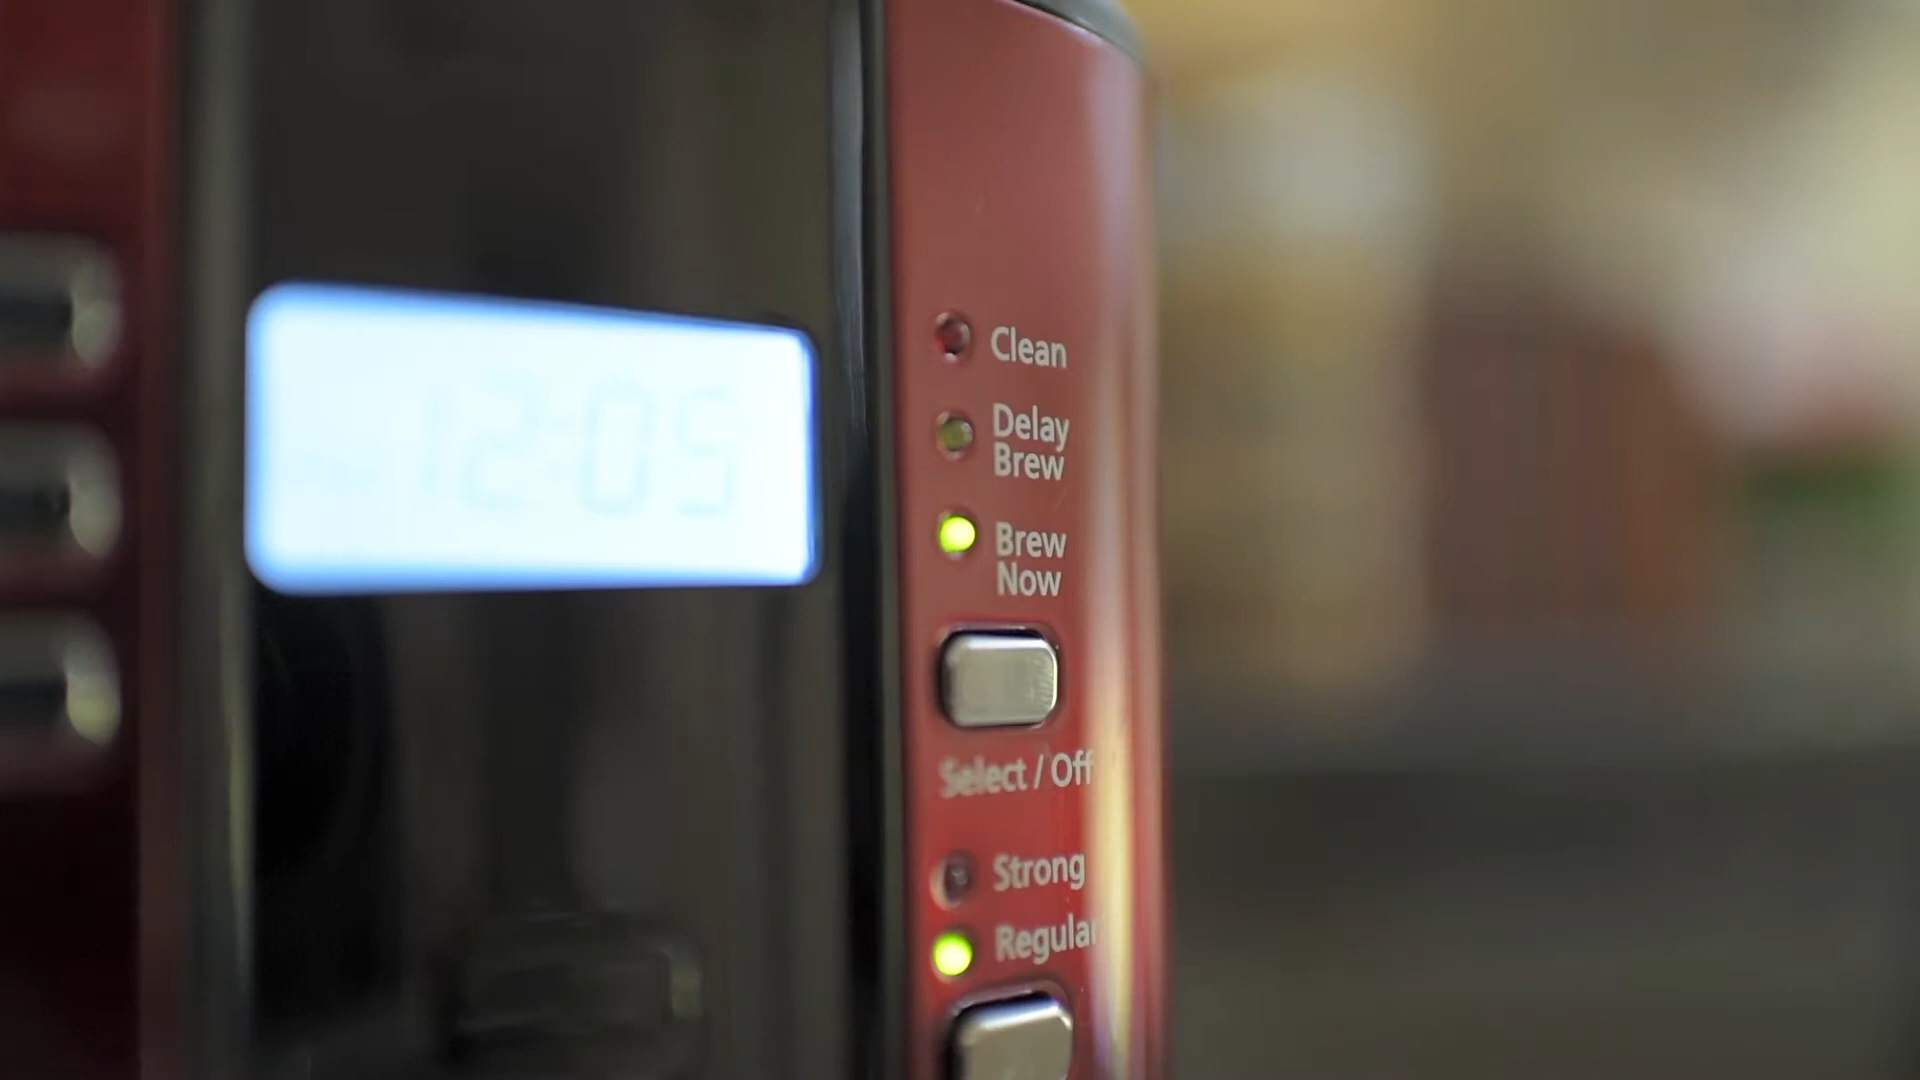 12:05
Clean
Delay
Brew
Brew
Now
Select / Off
Strong
Regular